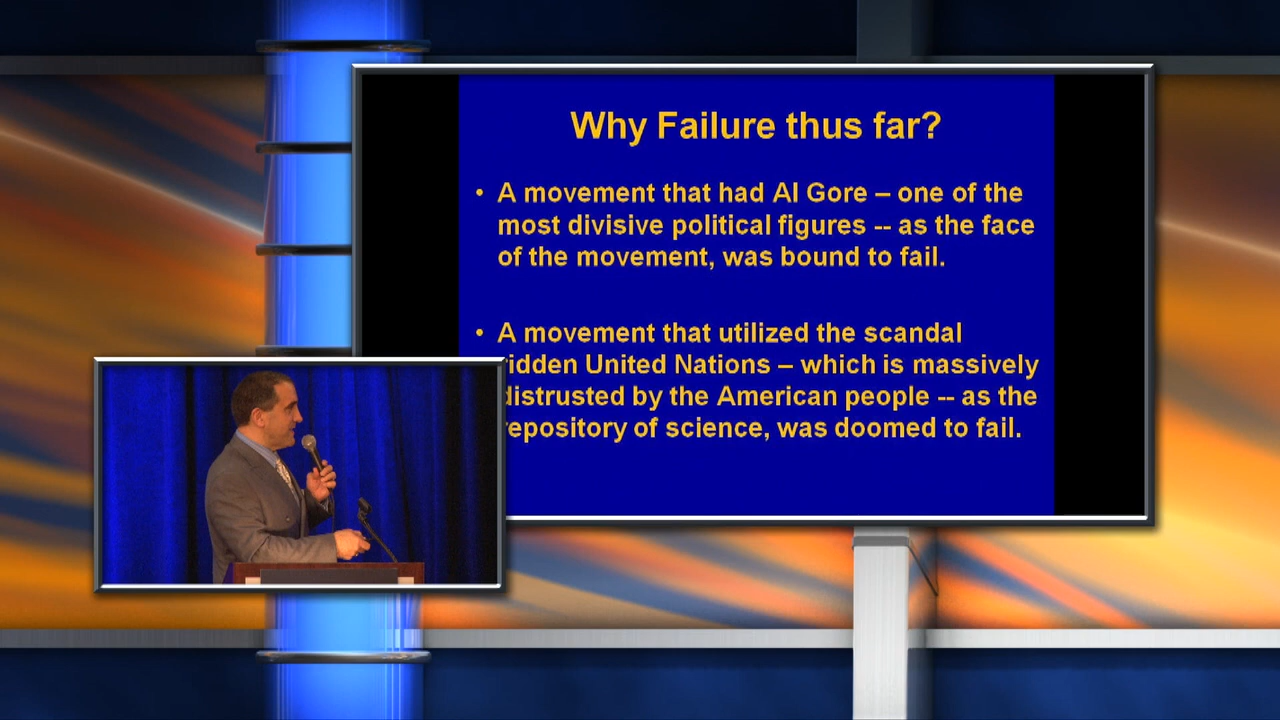 Why Failure thus far?
• A movement that had Al Gore – one of the
most divisive political figures -- as the face
of the movement, was bound to fail.
• A movement that utilized the scandal
ridden United Nations – which is massively
distrusted by the American people -- as the
repository of science, was doomed to fail.